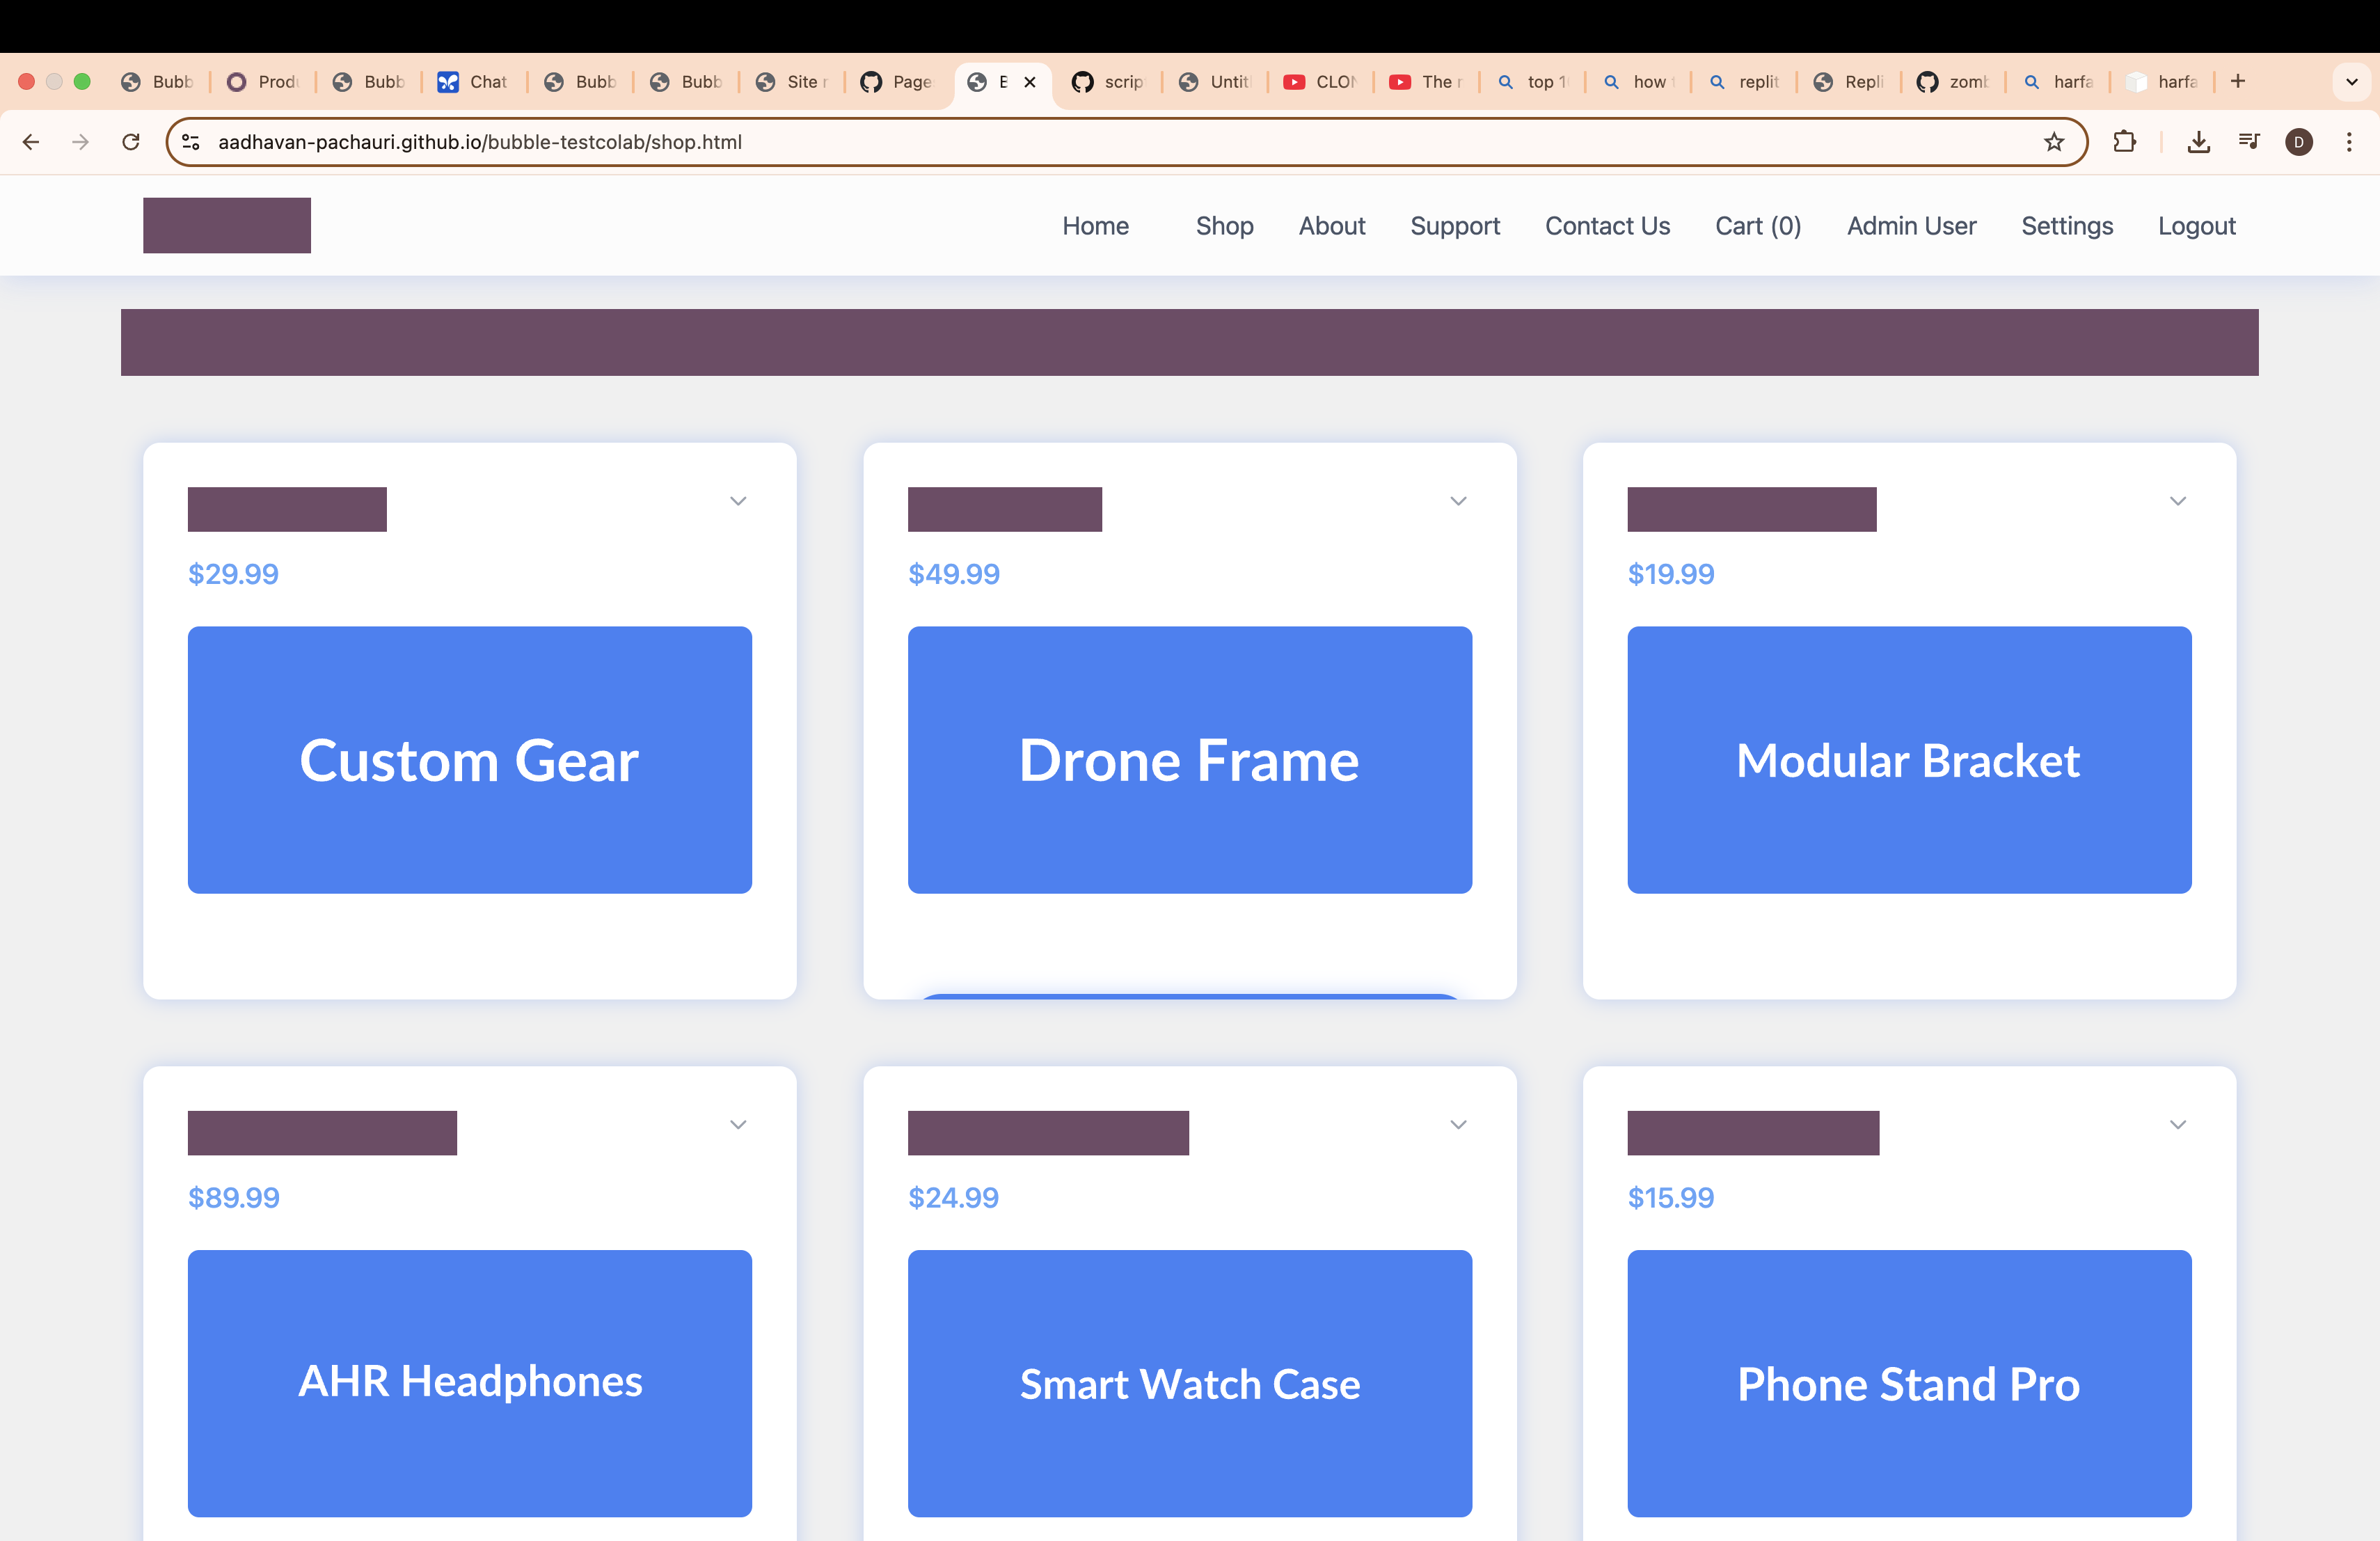 Bubb Produ Bubb Chat Bubb Bubb Site r Page E scrip Untitl CLON The r top 1 how replit Repli zomb harfa harfa
aadhavan-pachauri.github.io/bubble-testcolab/shop.html
D
Home Shop About Support Contact Us Cart (0) Admin User Settings Logout
$29.99 $49.99 $19.99
Custom Gear Drone Frame Modular Bracket
$89.99 $24.99 $15.99
AHR Headphones Smart Watch Case Phone Stand Pro